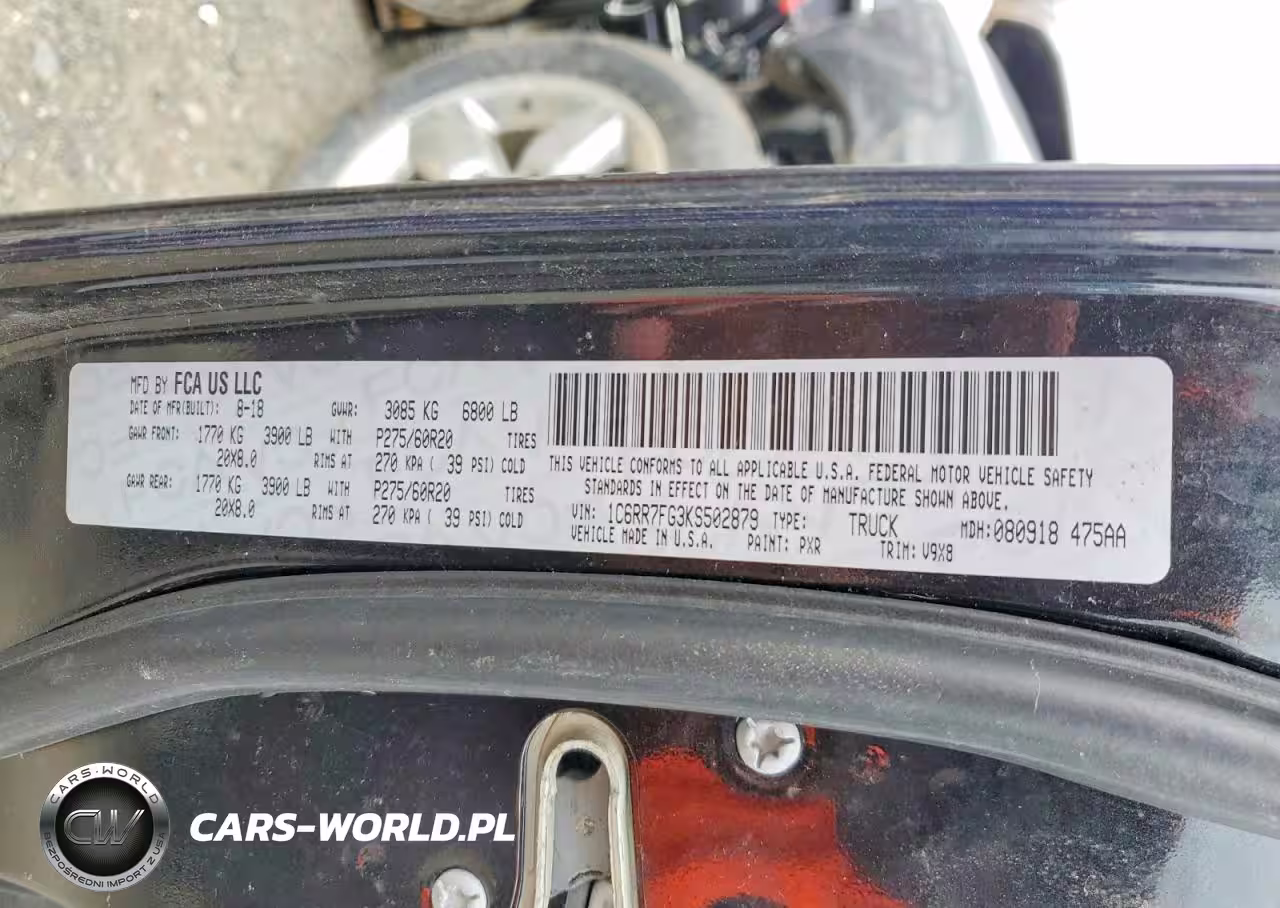 MFD BY FCA US LLC
DATE OF MFR(BUILT): 8-18 GVWR: 3085 KG 6800 LB
GAWR FRONT: 1770 KG 3900 LB WITH P275/60R20 TIRES
20X8.0 RIMS AT 270 KPA ( 39 PSI) COLD
GAWR REAR: 1770 KG 3900 LB WITH P275/60R20 TIRES
20X8.0 RIMS AT 270 KPA ( 39 PSI) COLD
THIS VEHICLE CONFORMS TO ALL APPLICABLE U.S.A. FEDERAL MOTOR VEHICLE SAFETY
STANDARDS IN EFFECT ON THE DATE OF MANUFACTURE SHOWN ABOVE.
VIN: 1C6RR7FG3KS502879 TYPE: TRUCK MDH:080918 475AA
VEHICLE MADE IN U.S.A. PAINT: PXR TRIM: V9X8
CARS-WORLD
CW
BEZPOŚREDNI IMPORT Z USA
CARS-WORLD.PL